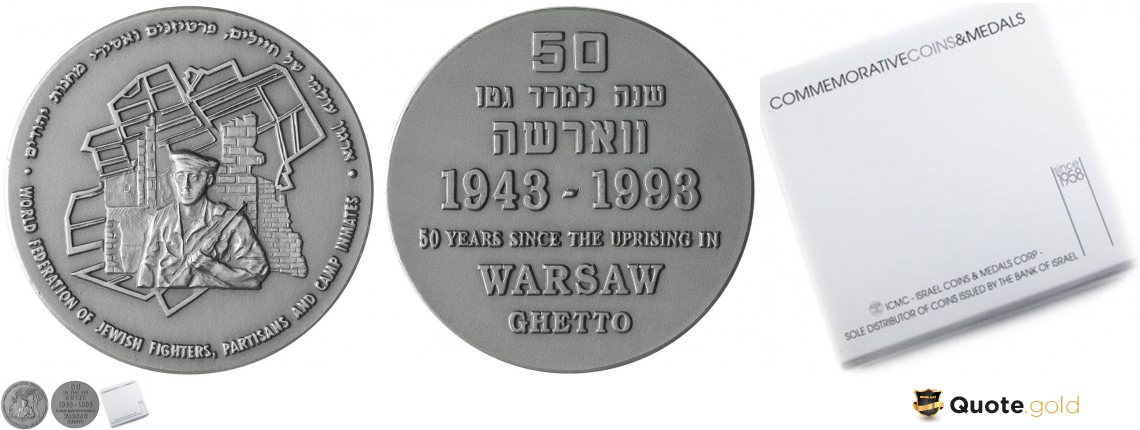 • ארגון עולמי של חיילים, פרטיזנים ואסירי מחנות יהודים •
WORLD FEDERATION OF JEWISH FIGHTERS, PARTISANS AND CAMP INMATES
50
שנה למרד גטו
ווארשה
1943 - 1993
50 YEARS SINCE THE UPRISING IN
WARSAW
GHETTO
COMMEMORATIVECOINS&MEDALS
since
1958
ICMC - ISRAEL COINS & MEDALS CORP -
SOLE DISTRIBUTOR OF COINS ISSUED BY THE BANK OF ISRAEL
Quote.gold